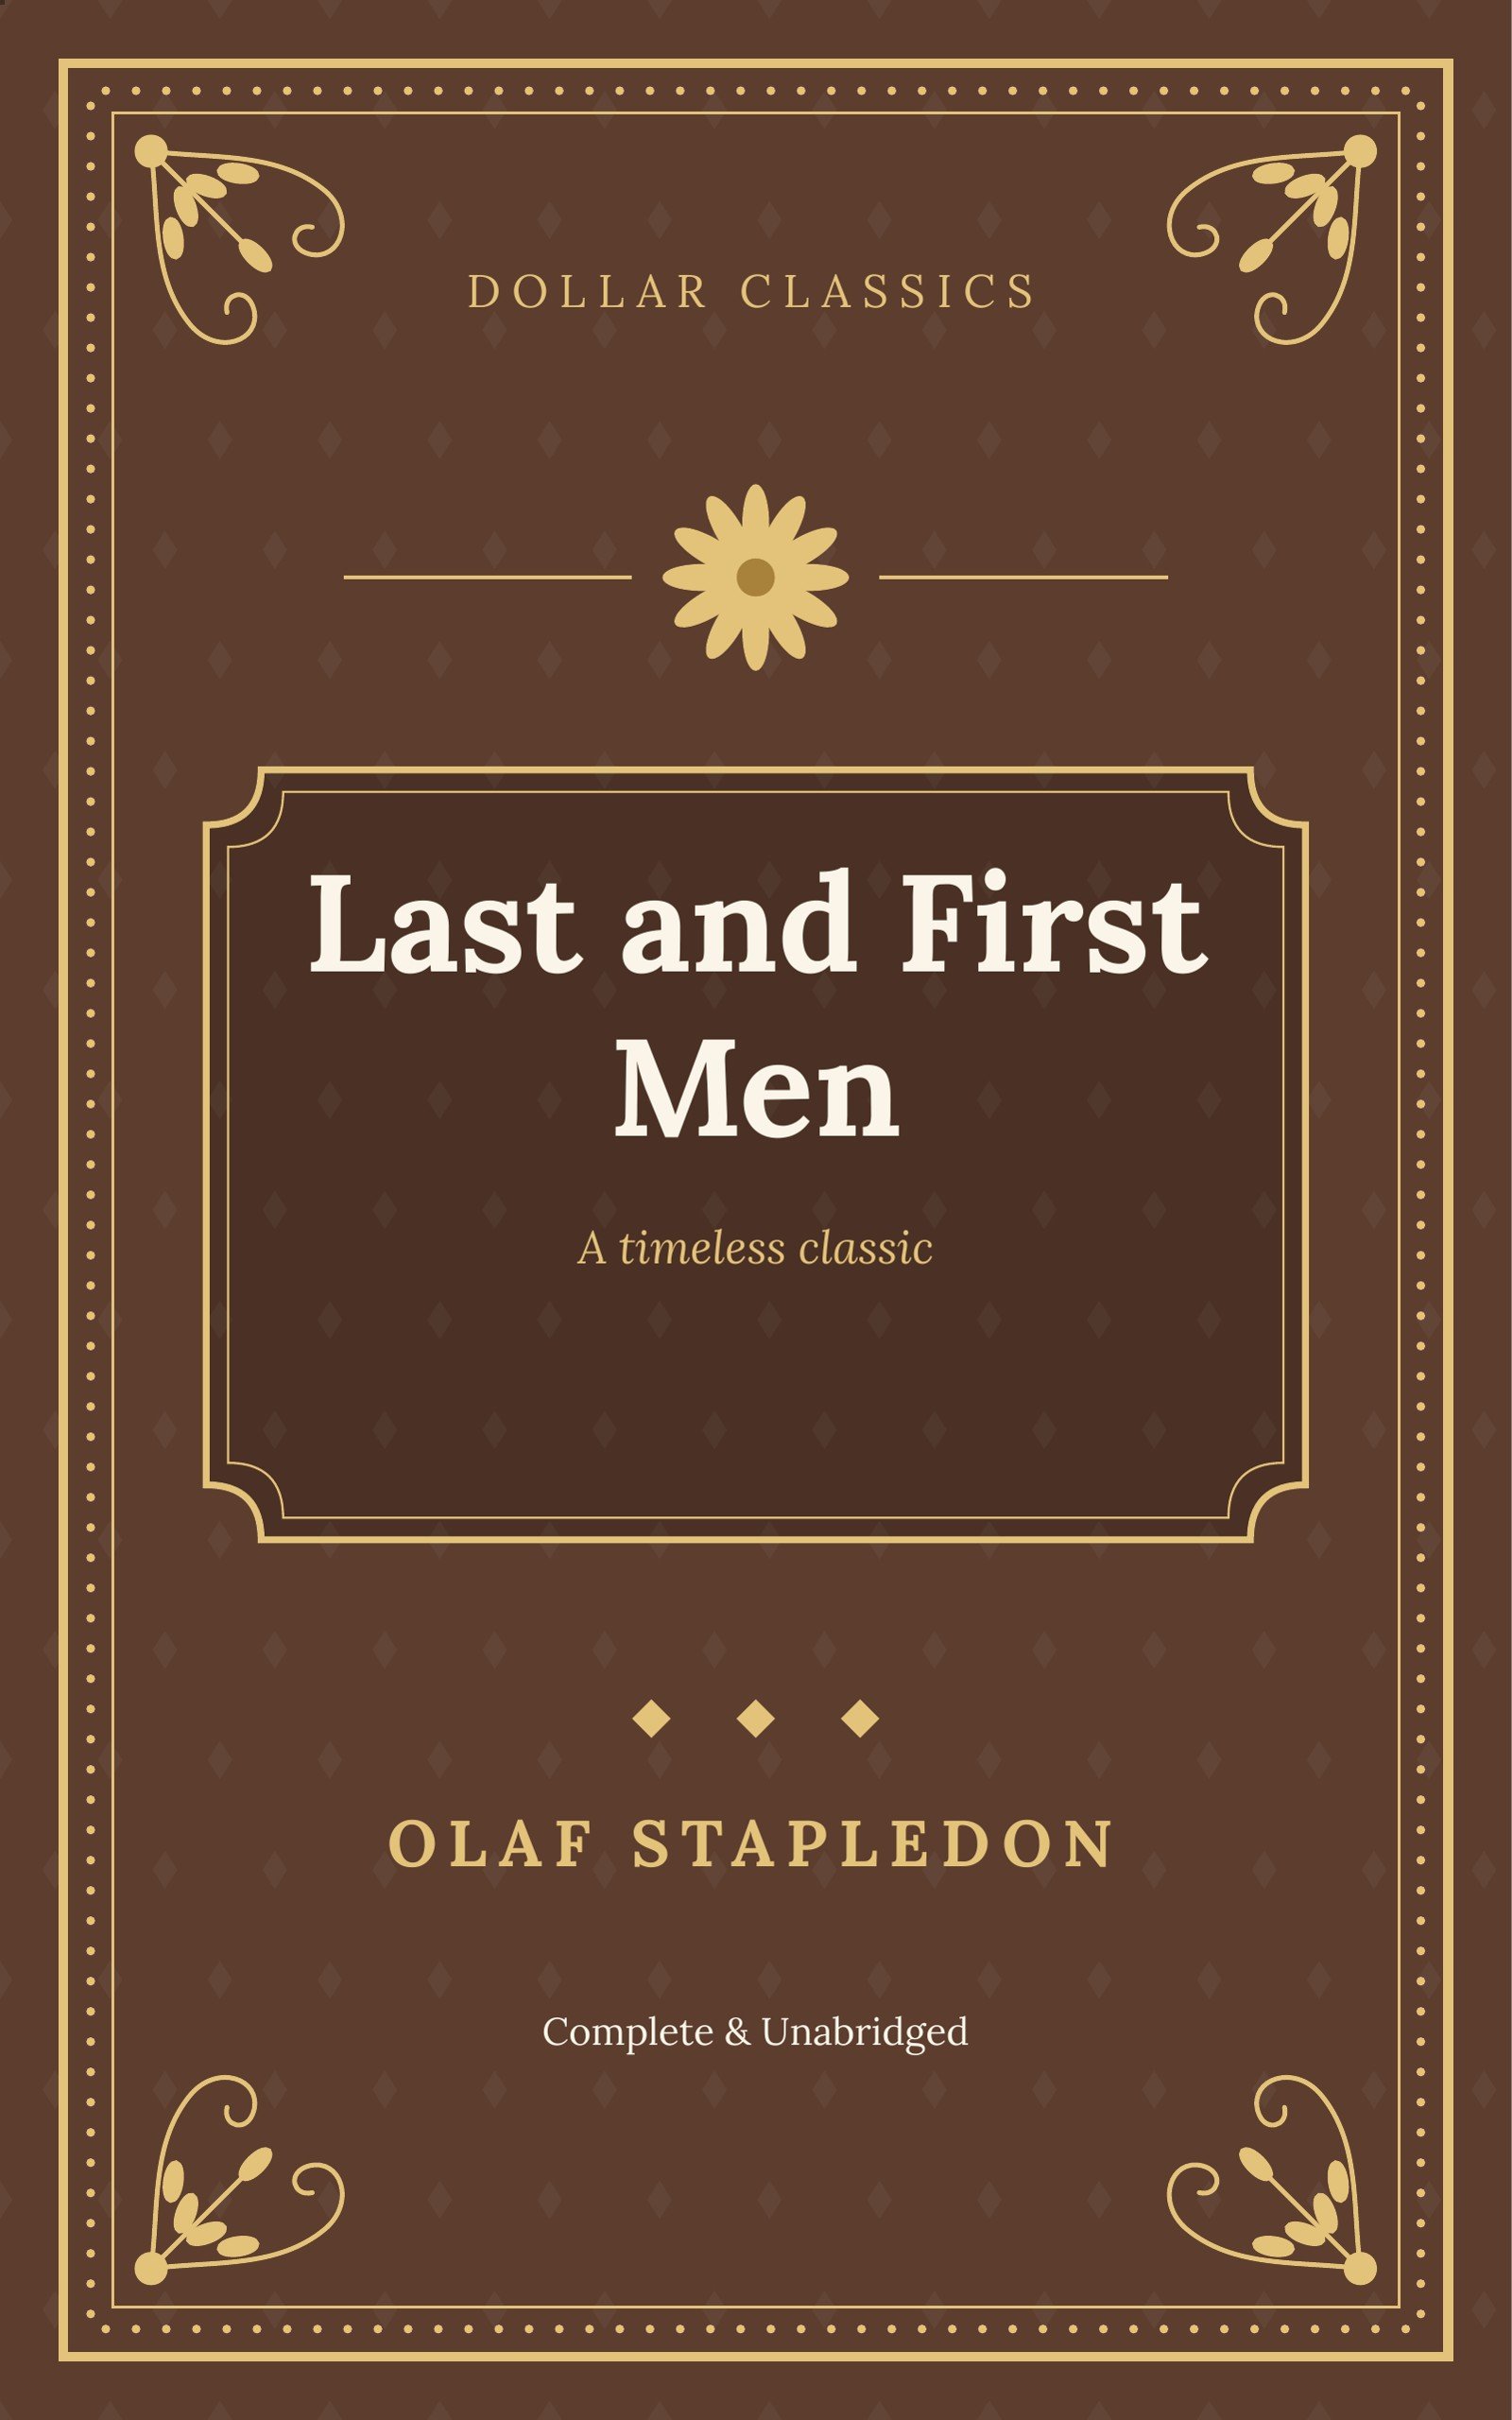 DOLLAR CLASSICS
Last and First
Men
A timeless classic
OLAF STAPLEDON
Complete & Unabridged